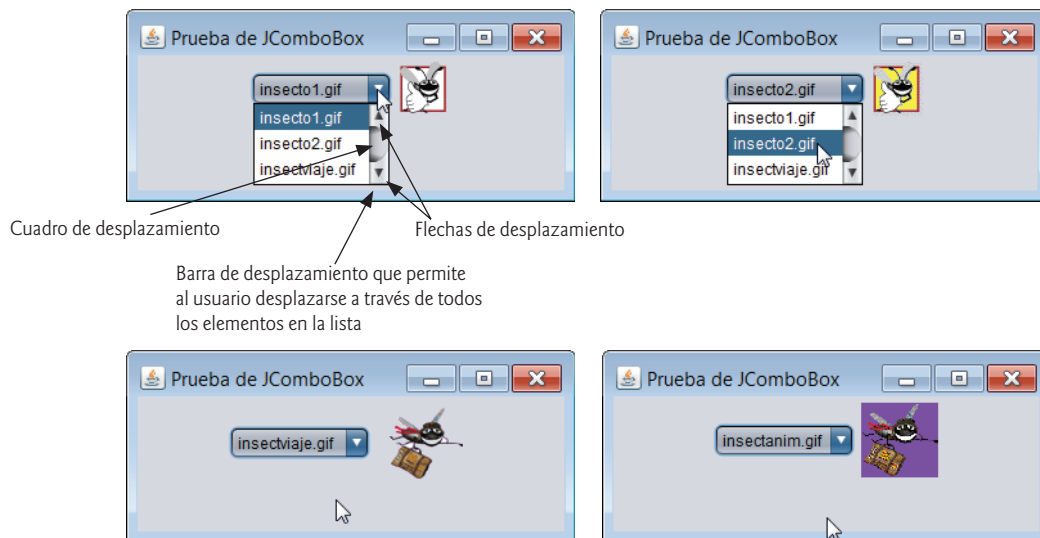 Prueba de JComboBox
insecto1.gif
insecto1.gif
insecto2.gif
insectviaje.gif
Prueba de JComboBox
insecto2.gif
insecto1.gif
insecto2.gif
insectviaje.gif
Cuadro de desplazamiento
Flechas de desplazamiento
Barra de desplazamiento que permite
al usuario desplazarse a través de todos
los elementos en la lista
Prueba de JComboBox
insectviaje.gif
Prueba de JComboBox
insectanim.gif